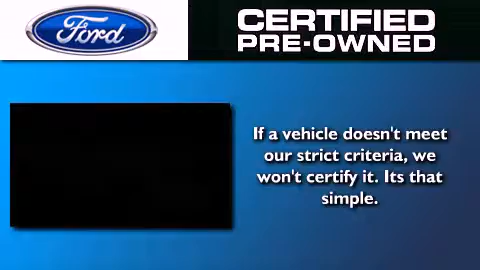 Ford
CERTIFIED
PRE-OWNED
If a vehicle doesn't meet
our strict criteria, we
won't certify it. Its that
simple.